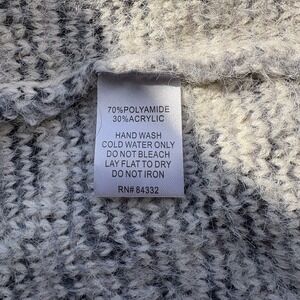 70%POLYAMIDE
30%ACRYLIC
HAND WASH
COLD WATER ONLY
DO NOT BLEACH
LAY FLAT TO DRY
DO NOT IRON
RN# 84332